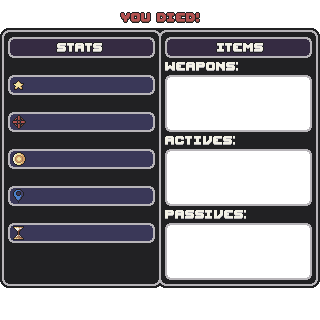 YOU DIED!
STATS
ITEMS
WEAPONS:
ACTIVES:
PASSIVES: